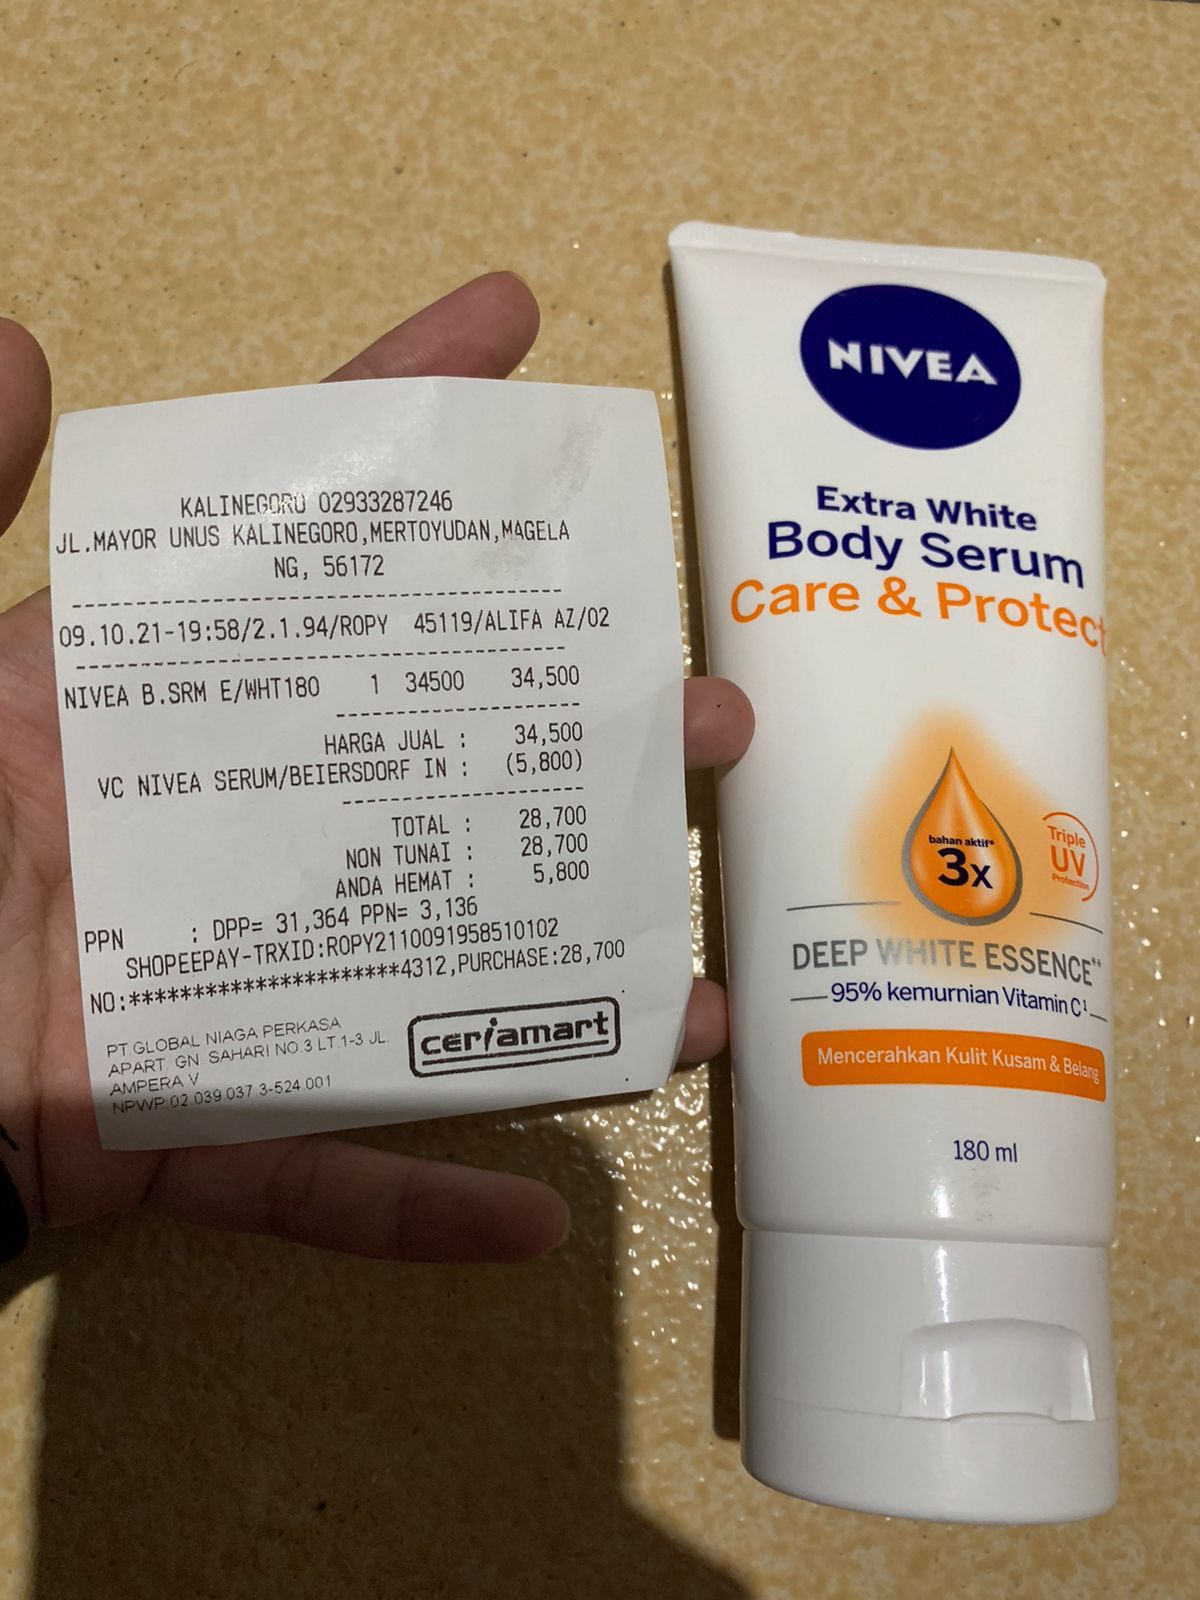 KALINEGORO 02933287246
JL.MAYOR UNUS KALINEGORO,MERTOYUDAN,MAGELA
NG, 56172
09.10.21-19:58/2.1.94/ROPY 45119/ALIFA AZ/02
NIVEA B.SRM E/WHT180 1 34500 34,500
HARGA JUAL : 34,500
VC NIVEA SERUM/BEIERSDORF IN : (5,800)
TOTAL : 28,700
NON TUNAI : 28,700
ANDA HEMAT : 5,800
PPN : DPP= 31,364 PPN= 3,136
SHOPEEPAY-TRXID:ROPY2110091958510102
NO:************************4312,PURCHASE:28,700
PT.GLOBAL NIAGA PERKASA
APART. GN. SAHARI NO.3 LT.1-3 JL.
AMPERA V
NPWP:02.039.037.3-524.001
ceriamart
NIVEA
Extra White
Body Serum
Care & Protect
bahan aktif*
3x
Triple
UV
Protection
DEEP WHITE ESSENCE**
95% kemurnian Vitamin C¹
Mencerahkan Kulit Kusam & Belang
180 ml